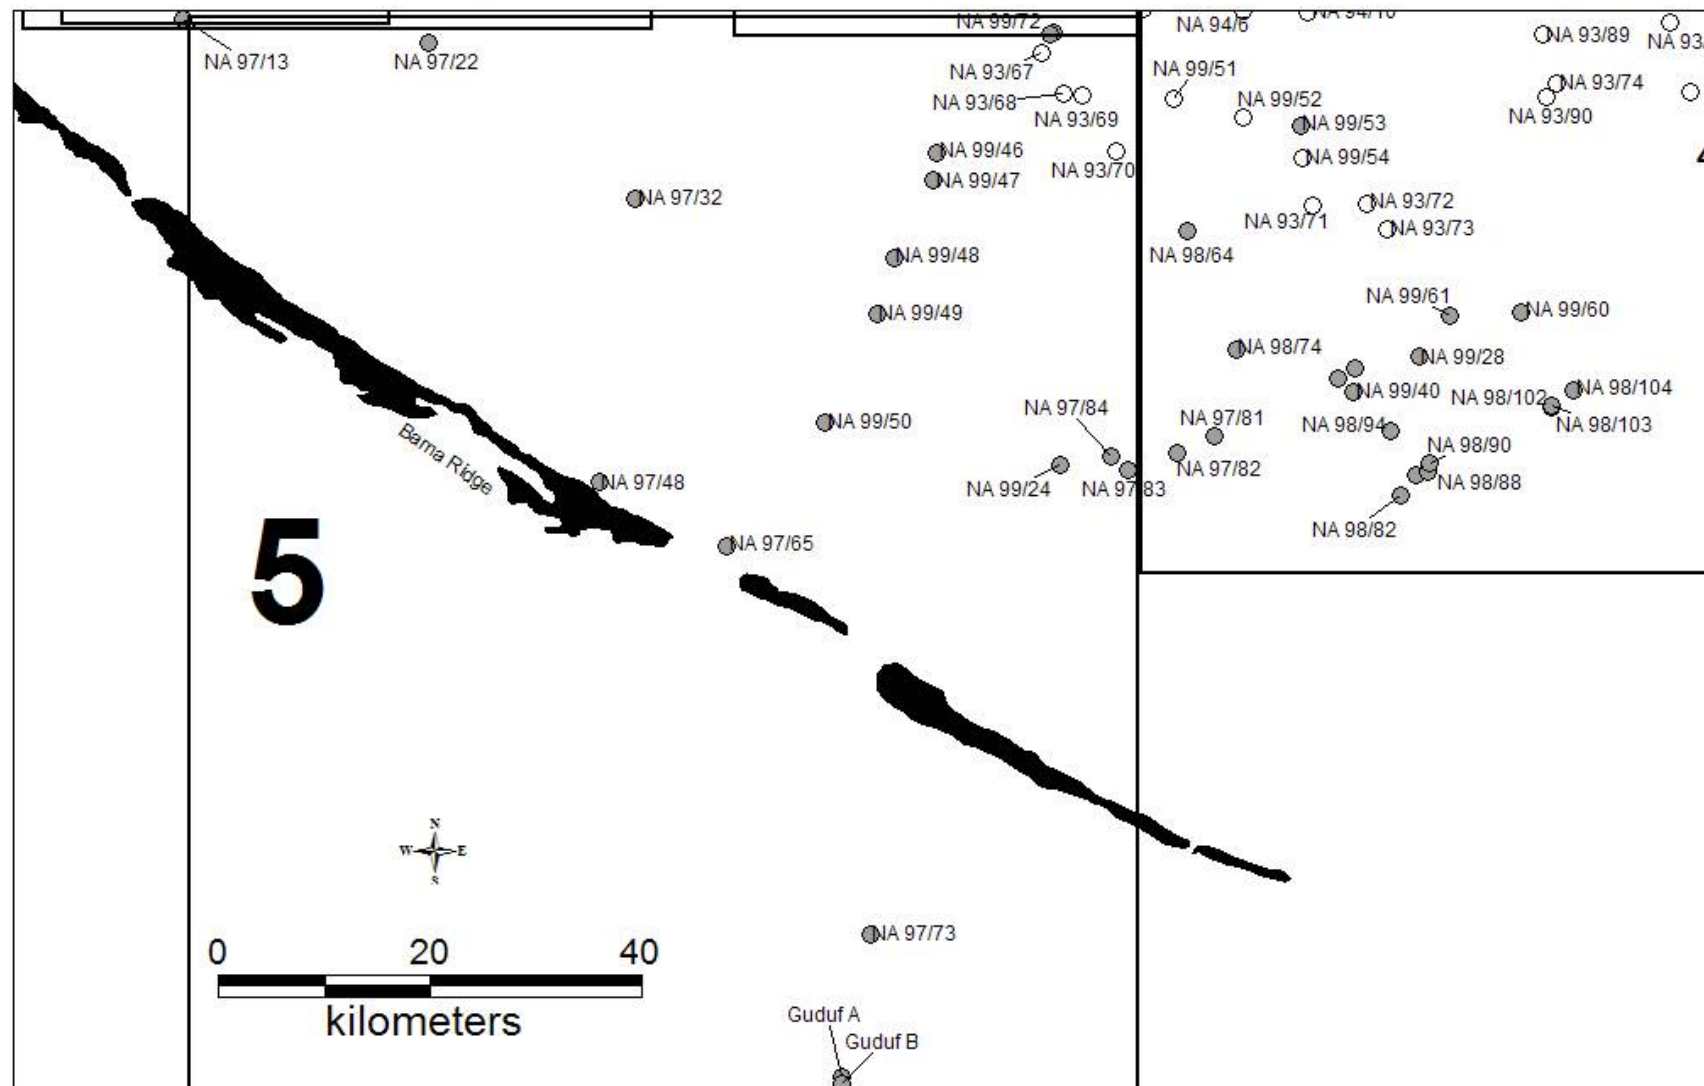 NA 99/72
NA 94/6
NA 94/10
NA 93/89
NA 93/
NA 97/13
NA 97/22
NA 93/67
NA 99/51
NA 93/74
NA 93/68
NA 99/52
NA 93/90
NA 93/69
NA 99/53
NA 99/46
NA 99/54
NA 93/70
NA 99/47
NA 97/32
NA 93/72
NA 93/71
NA 93/73
NA 98/64
NA 99/48
NA 99/61
NA 99/60
NA 99/49
NA 98/74
NA 99/28
NA 99/40
NA 98/104
NA 98/102
NA 97/84
NA 97/81
NA 99/50
NA 98/94
NA 98/103
Bama Ridge
NA 98/90
NA 97/82
NA 97/48
NA 99/24
NA 97/83
NA 98/88
NA 98/82
NA 97/65
5
N
W E
S
NA 97/73
0 20 40
kilometers
Guduf A
Guduf B